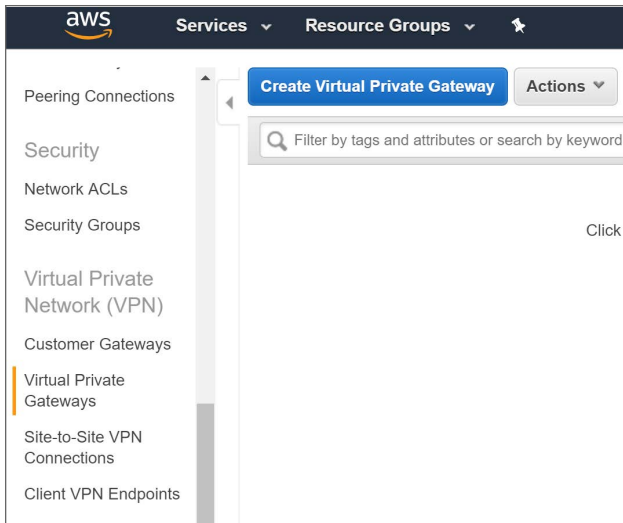 aws
Services
Resource Groups
Peering Connections
Security
Network ACLs
Security Groups
Virtual Private
Network (VPN)
Customer Gateways
Virtual Private
Gateways
Site-to-Site VPN
Connections
Client VPN Endpoints
Create Virtual Private Gateway
Actions
Filter by tags and attributes or search by keyword
Click